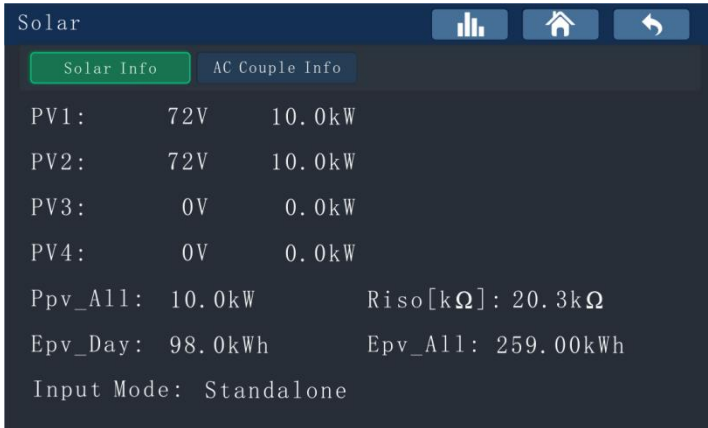 Solar
Solar Info AC Couple Info
PV1: 72V 10.0kW
PV2: 72V 10.0kW
PV3: 0V 0.0kW
PV4: 0V 0.0kW
Ppv_All: 10.0kW Riso[kΩ]: 20.3kΩ
Epv_Day: 98.0kWh Epv_All: 259.00kWh
Input Mode: Standalone